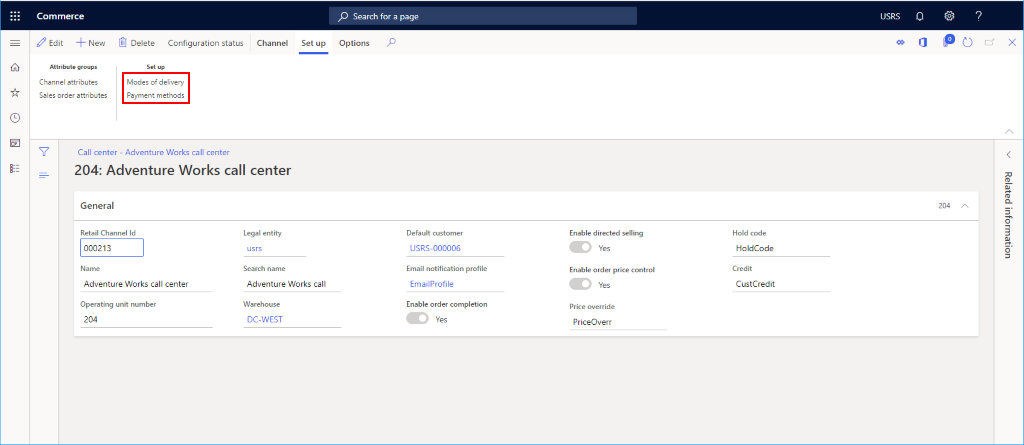 Commerce
Search for a page
USRS
?
Edit
New
Delete
Configuration status
Channel
Set up
Options
0
Attribute groups
Channel attributes
Sales order attributes
Set up
Modes of delivery
Payment methods
Call center - Adventure Works call center
204: Adventure Works call center
General
204
Retail Channel Id
000213
Name
Adventure Works call center
Operating unit number
204
Legal entity
usrs
Search name
Adventure Works call
Warehouse
DC-WEST
Default customer
USRS-000006
Email notification profile
EmailProfile
Enable order completion
Yes
Enable directed selling
Yes
Enable order price control
Yes
Price override
PriceOverr
Hold code
HoldCode
Credit
CustCredit
Related information